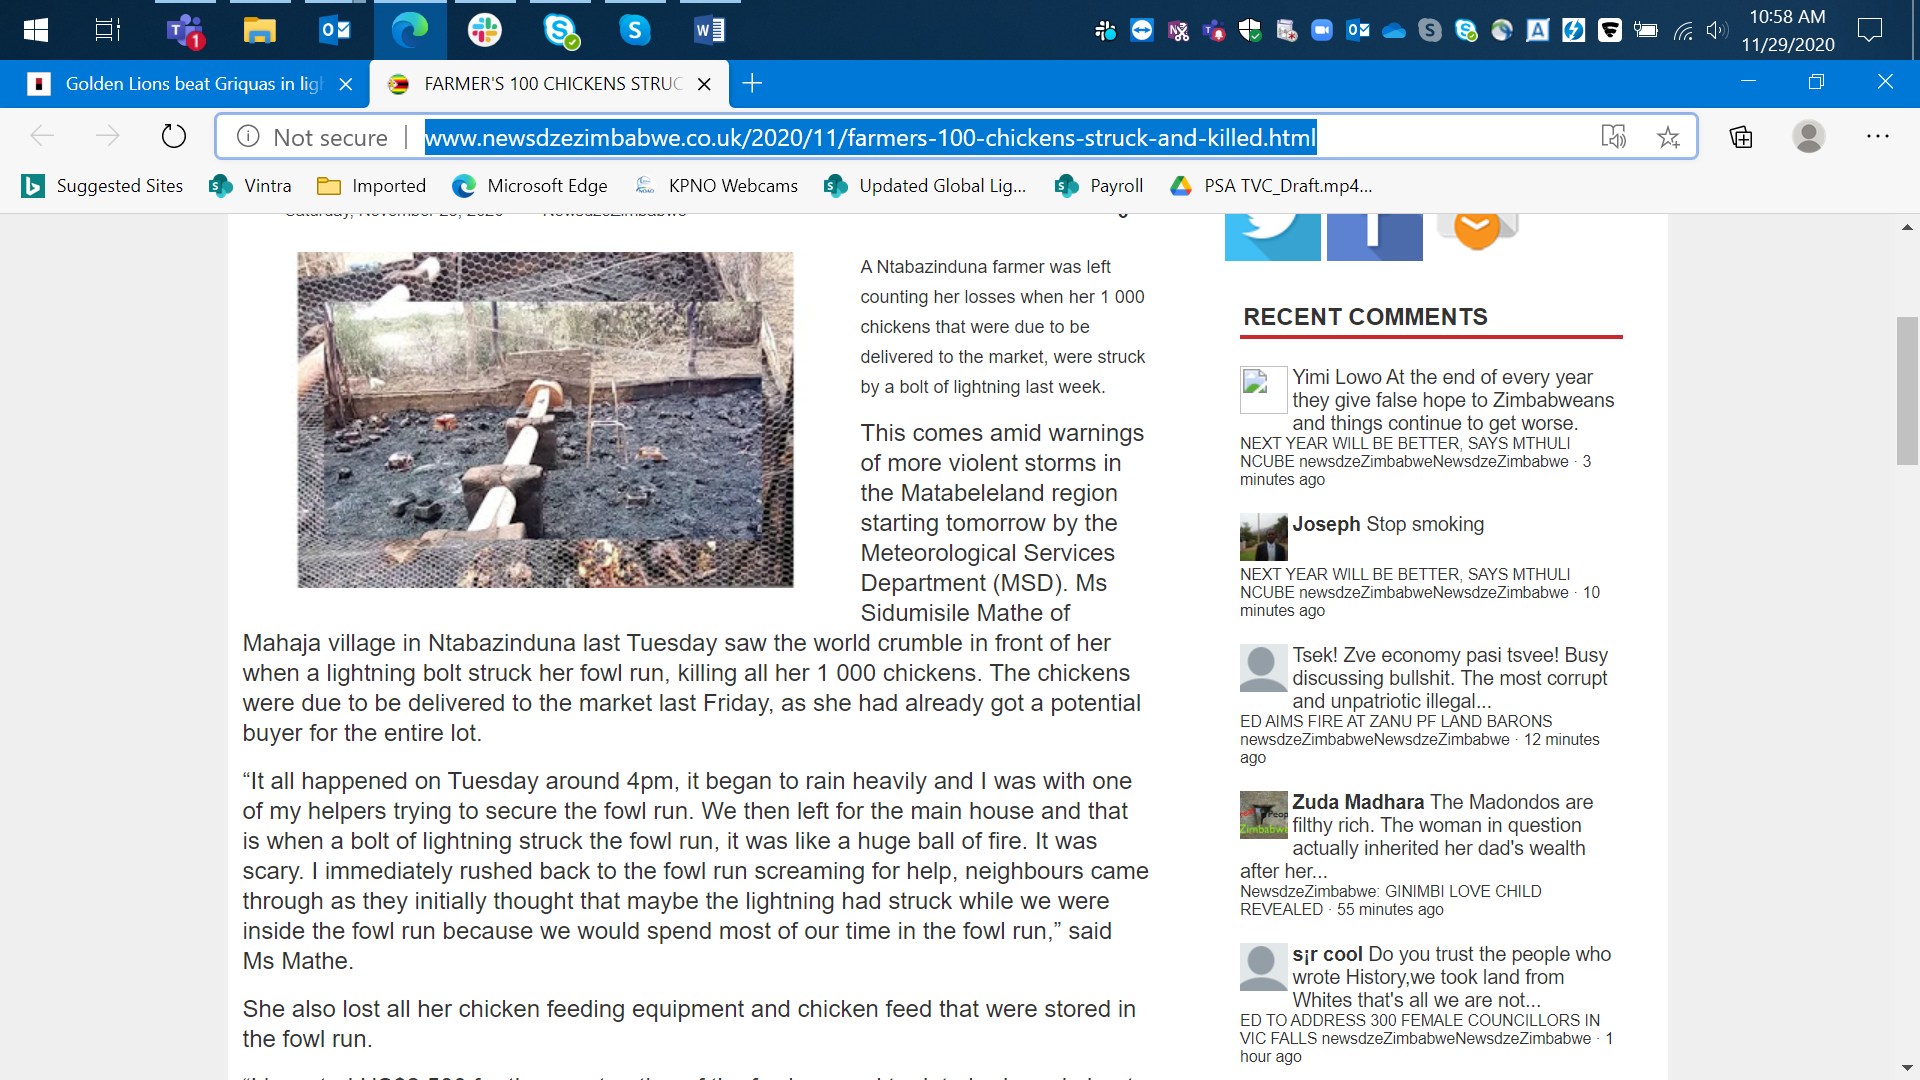 10:58 AM
11/29/2020
1
Golden Lions beat Griquas in lig
FARMER'S 100 CHICKENS STRUC
Not secure
www.newsdzezimbabwe.co.uk/2020/11/farmers-100-chickens-struck-and-killed.html
Suggested Sites
Vintra
Imported
Microsoft Edge
KPNO Webcams
Updated Global Lig...
Payroll
PSA TVC_Draft.mp4...
A Ntabazinduna farmer was left
counting her losses when her 1 000
chickens that were due to be
delivered to the market, were struck
by a bolt of lightning last week.
This comes amid warnings
of more violent storms in
the Matabeleland region
starting tomorrow by the
Meteorological Services
Department (MSD). Ms
Sidumisile Mathe of
Mahaja village in Ntabazinduna last Tuesday saw the world crumble in front of her
when a lightning bolt struck her fowl run, killing all her 1 000 chickens. The chickens
were due to be delivered to the market last Friday, as she had already got a potential
buyer for the entire lot.
“It all happened on Tuesday around 4pm, it began to rain heavily and I was with one
of my helpers trying to secure the fowl run. We then left for the main house and that
is when a bolt of lightning struck the fowl run, it was like a huge ball of fire. It was
scary. I immediately rushed back to the fowl run screaming for help, neighbours came
through as they initially thought that maybe the lightning had struck while we were
inside the fowl run because we would spend most of our time in the fowl run,” said
Ms Mathe.
She also lost all her chicken feeding equipment and chicken feed that were stored in
the fowl run.
RECENT COMMENTS
Yimi Lowo At the end of every year
they give false hope to Zimbabweans
and things continue to get worse.
NEXT YEAR WILL BE BETTER, SAYS MTHULI
NCUBE newsdzeZimbabweNewsdzeZimbabwe · 3
minutes ago
Joseph Stop smoking
NEXT YEAR WILL BE BETTER, SAYS MTHULI
NCUBE newsdzeZimbabweNewsdzeZimbabwe · 10
minutes ago
Tsek! Zve economy pasi tsvee! Busy
discussing bullshit. The most corrupt
and unpatriotic illegal...
ED AIMS FIRE AT ZANU PF LAND BARONS
newsdzeZimbabweNewsdzeZimbabwe · 12 minutes
ago
Zuda Madhara The Madondos are
filthy rich. The woman in question
actually inherited her dad's wealth
after her...
NewsdzeZimbabwe: GINIMBI LOVE CHILD
REVEALED · 55 minutes ago
s¡r cool Do you trust the people who
wrote History,we took land from
Whites that's all we are not...
ED TO ADDRESS 300 FEMALE COUNCILLORS IN
VIC FALLS newsdzeZimbabweNewsdzeZimbabwe · 1
hour ago